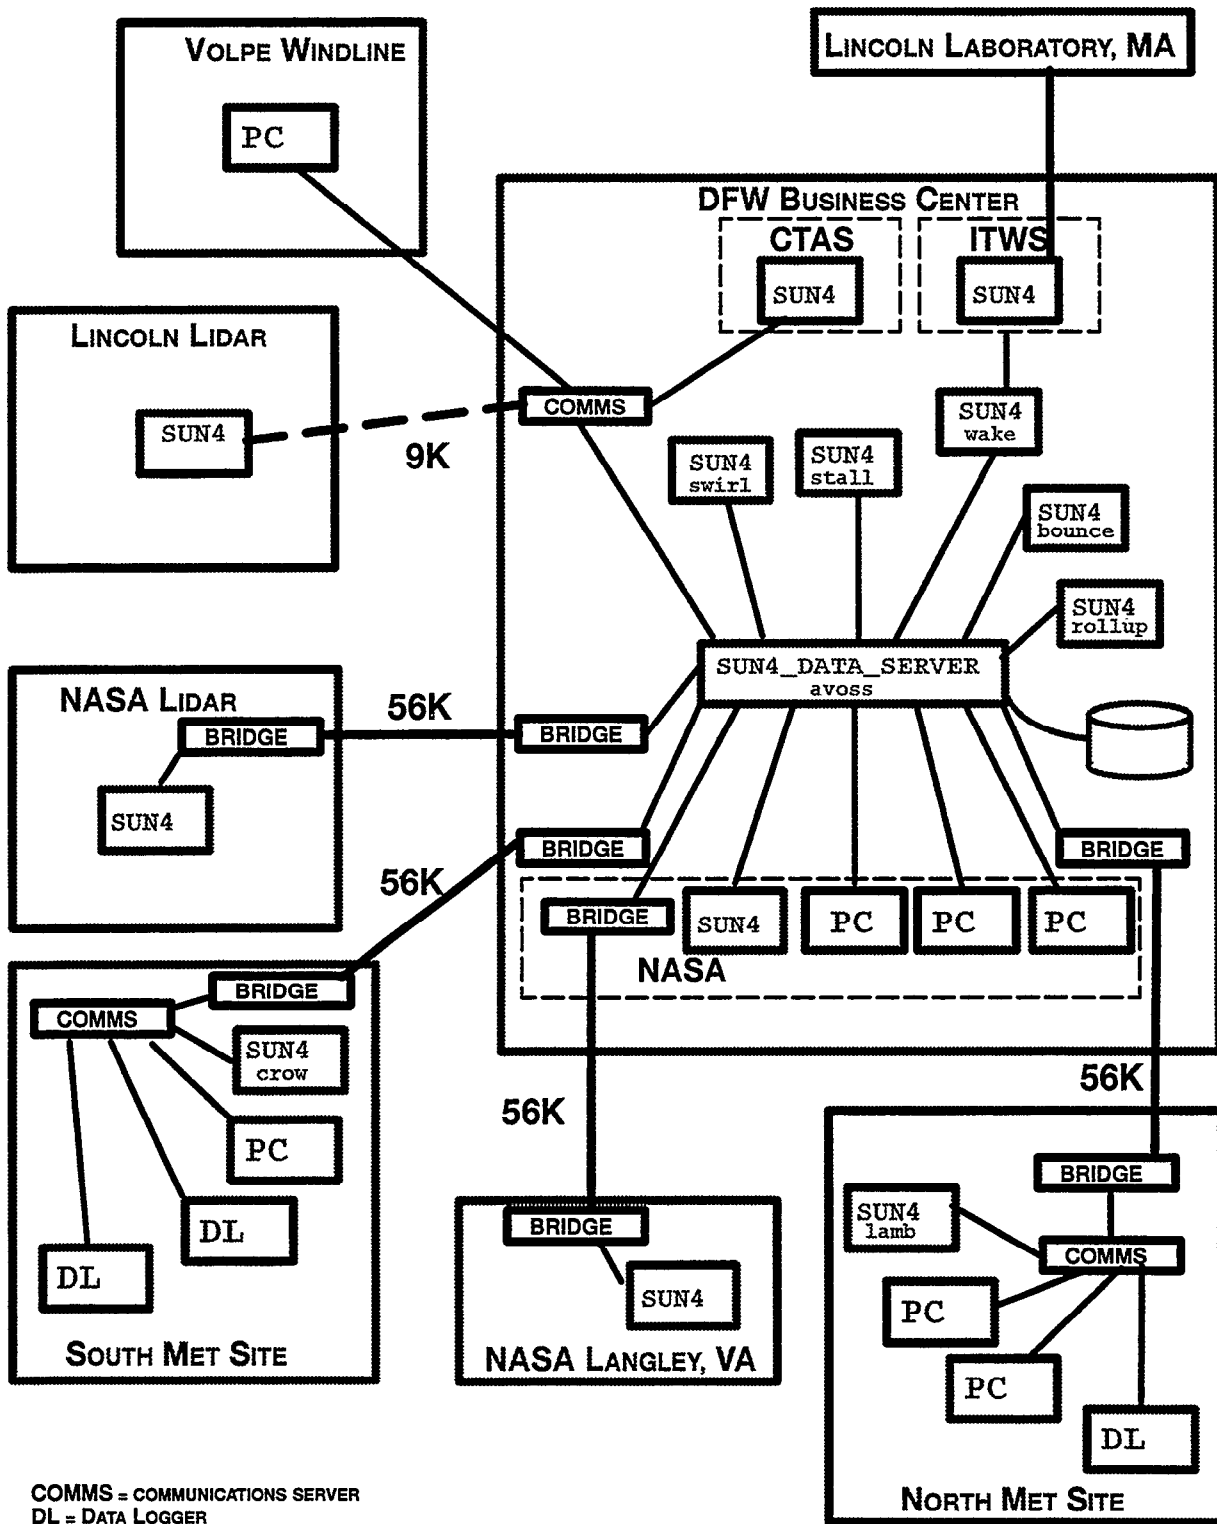 VOLPE WINDLINE
PC
LINCOLN LABORATORY, MA
DFW BUSINESS CENTER
CTAS
SUN4
ITWS
SUN4
LINCOLN LIDAR
SUN4
9K
COMMS
SUN4
wake
SUN4
swirl
SUN4
stall
SUN4
bounce
SUN4
rollup
SUN4_DATA_SERVER
avoss
NASA LIDAR
BRIDGE
SUN4
56K
BRIDGE
BRIDGE
56K
BRIDGE
BRIDGE
SUN4
PC
PC
PC
NASA
BRIDGE
COMMS
SUN4
crow
PC
DL
DL
SOUTH MET SITE
56K
BRIDGE
SUN4
NASA LANGLEY, VA
56K
BRIDGE
SUN4
lamb
COMMS
PC
PC
DL
NORTH MET SITE
COMMS = COMMUNICATIONS SERVER
DL = DATA LOGGER